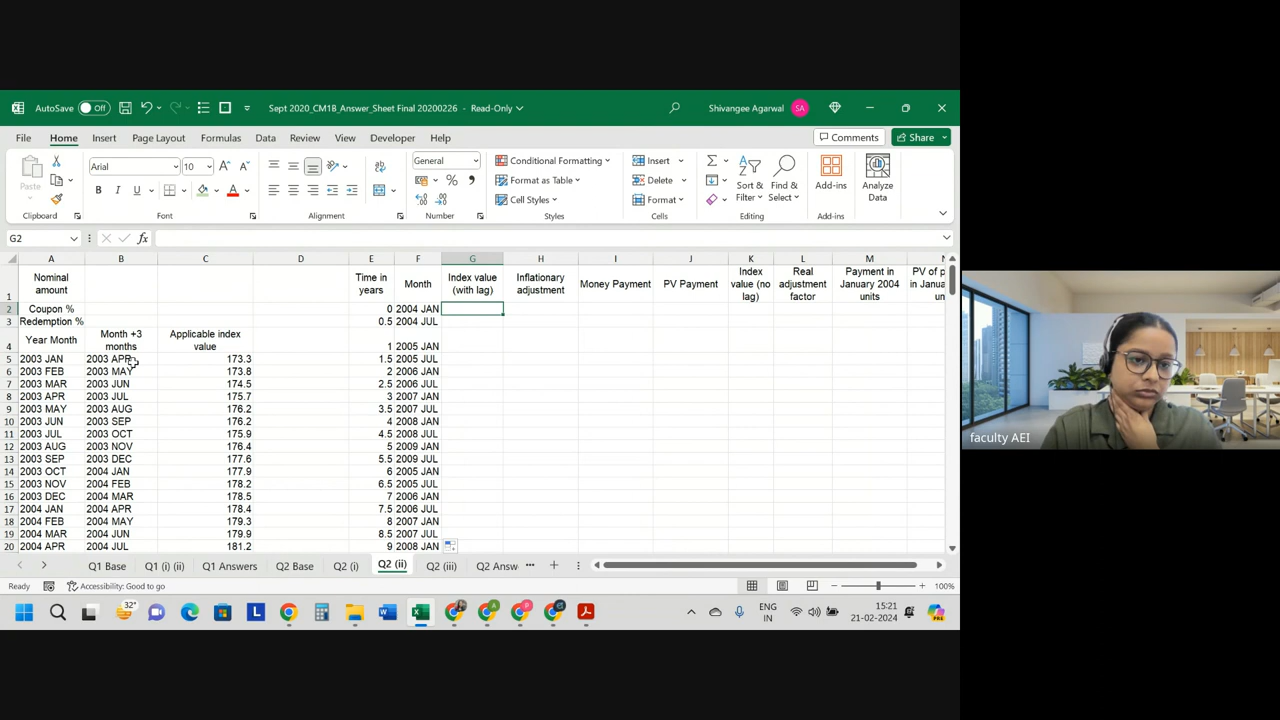 AutoSave Off Sept 2020_CM1B_Answer_Sheet Final 20200226 - Read-Only Shivangee Agarwal SA
File Home Insert Page Layout Formulas Data Review View Developer Help Comments Share
Paste Arial 10 General Conditional Formatting Insert Sort & Filter Find & Select Add-ins Analyze Data
Format as Table Delete
Cell Styles Format
Clipboard Font Alignment Number Styles Cells Editing Add-ins
G2 fx
A B C D E F G H I J K L M N
1 Nominal amount Time in years Month Index value (with lag) Inflationary adjustment Money Payment PV Payment Index value (no lag) Real adjustment factor Payment in January 2004 units PV of p in Janua un
2 Coupon % 0 2004 JAN
3 Redemption % 0.5 2004 JUL
4 Year Month Month +3 months Applicable index value 1 2005 JAN
5 2003 JAN 2003 APR 173.3 1.5 2005 JUL
6 2003 FEB 2003 MAY 173.8 2 2006 JAN
7 2003 MAR 2003 JUN 174.5 2.5 2006 JUL
8 2003 APR 2003 JUL 175.7 3 2007 JAN
9 2003 MAY 2003 AUG 176.2 3.5 2007 JUL
10 2003 JUN 2003 SEP 176.2 4 2008 JAN
11 2003 JUL 2003 OCT 175.9 4.5 2008 JUL
12 2003 AUG 2003 NOV 176.4 5 2009 JAN
13 2003 SEP 2003 DEC 177.6 5.5 2009 JUL
14 2003 OCT 2004 JAN 177.9 6 2005 JAN
15 2003 NOV 2004 FEB 178.2 6.5 2005 JUL
16 2003 DEC 2004 MAR 178.5 7 2006 JAN
17 2004 JAN 2004 APR 178.4 7.5 2006 JUL
18 2004 FEB 2004 MAY 179.3 8 2007 JAN
19 2004 MAR 2004 JUN 179.9 8.5 2007 JUL
20 2004 APR 2004 JUL 181.2 9 2008 JAN
Q1 Base Q1 (i) (ii) Q1 Answers Q2 Base Q2 (i) Q2 (ii) Q2 (iii) Q2 Answ
Ready Accessibility: Good to go 100%
32° L ENG IN 15:21 21-02-2024
faculty AEI